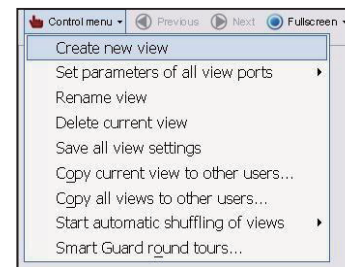 Control menu Previous Next Fullscreen
Create new view
Set parameters of all view ports
Rename view
Delete current view
Save all view settings
Copy current view to other users...
Copy all views to other users...
Start automatic shuffling of views
Smart Guard round tours...